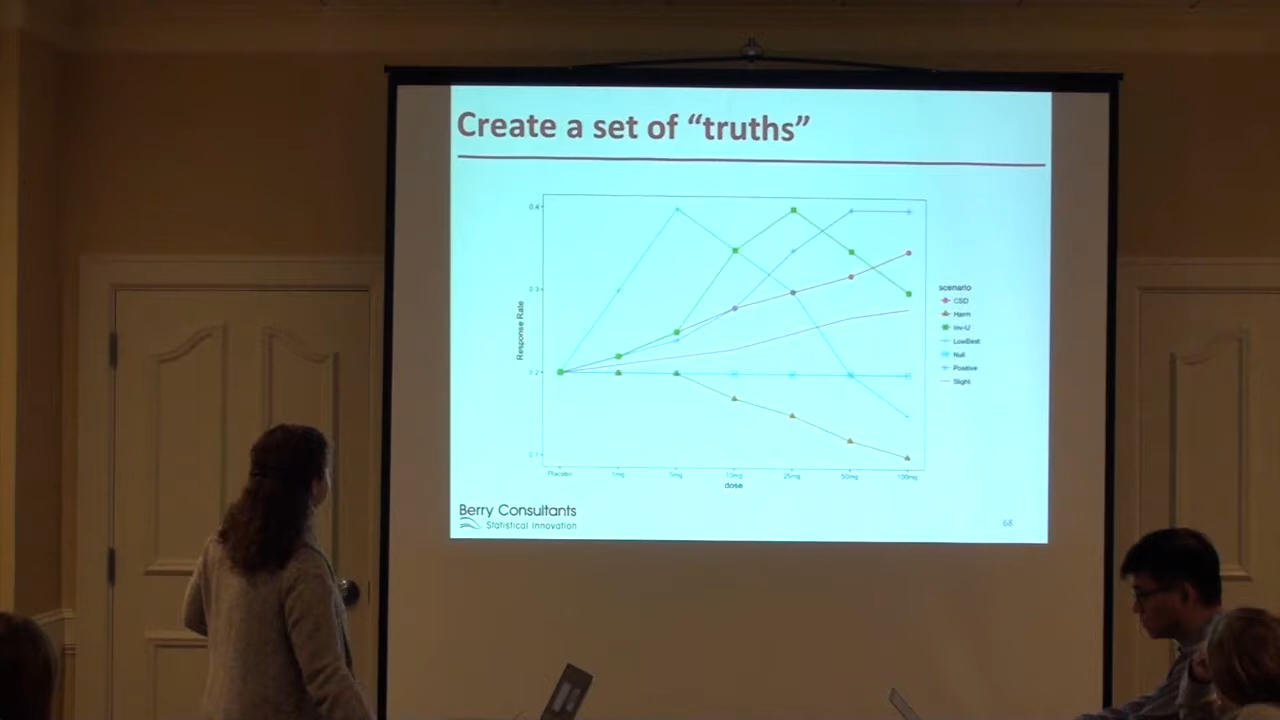 Create a set of “truths”
0.4
0.3
0.2
0.1
Response Rate
Placebo 1mg 5mg 10mg 25mg 50mg 100mg
dose
scenario
CSD
Harm
Inv-U
LowBest
Null
Positive
Slight
Berry Consultants
Statistical Innovation
68